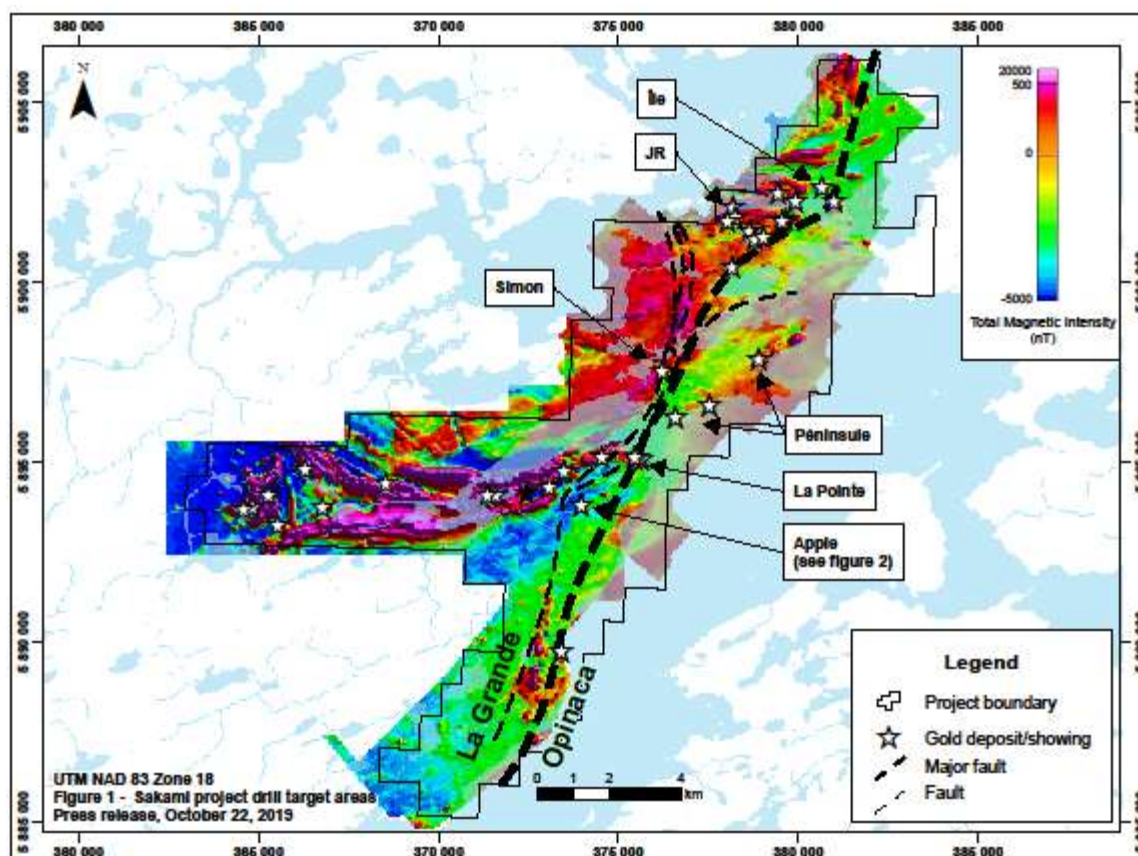 360 000 365 000 370 000 375 000 380 000 385 000
N
5 905 000
5 900 000
5 895 000
5 890 000
5 885 000
Île
JR
Simon
Péninsule
La Pointe
Apple
(see figure 2)
20000
500
0
-5000
Total Magnetic Intensity
(nT)
La Grande
Opinaca
0 1 2 4
km
Legend
Project boundary
Gold deposit/showing
Major fault
Fault
UTM NAD 83 Zone 18
Figure 1 - Sakami project drill target areas
Press release, October 22, 2019
360 000 365 000 370 000 375 000 380 000 385 000